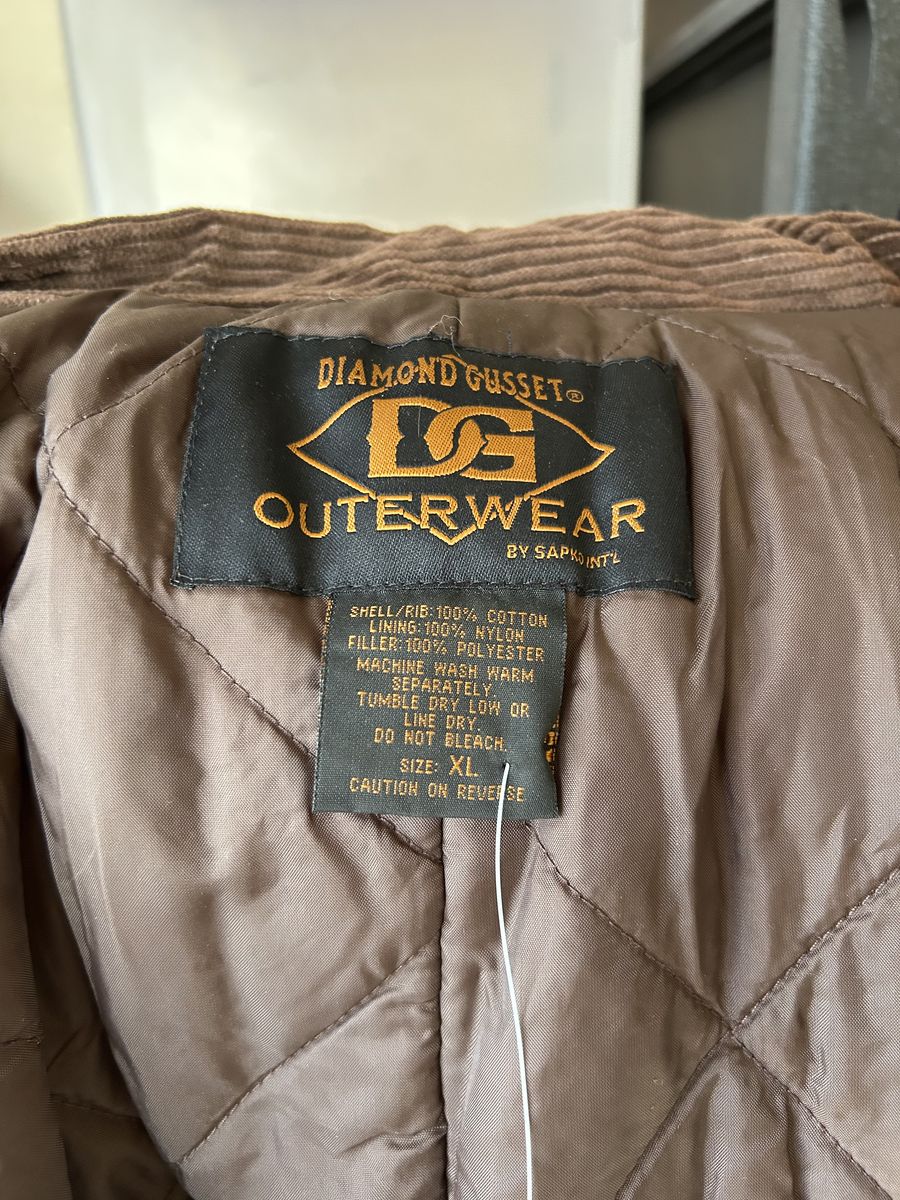 DIAMOND GUSSET®
DG
OUTERWEAR
BY SAPKO INT'L
SHELL/RIB:100% COTTON
LINING:100% NYLON
FILLER:100% POLYESTER
MACHINE WASH WARM
SEPARATELY.
TUMBLE DRY LOW OR
LINE DRY.
DO NOT BLEACH.
SIZE: XL
CAUTION ON REVERSE